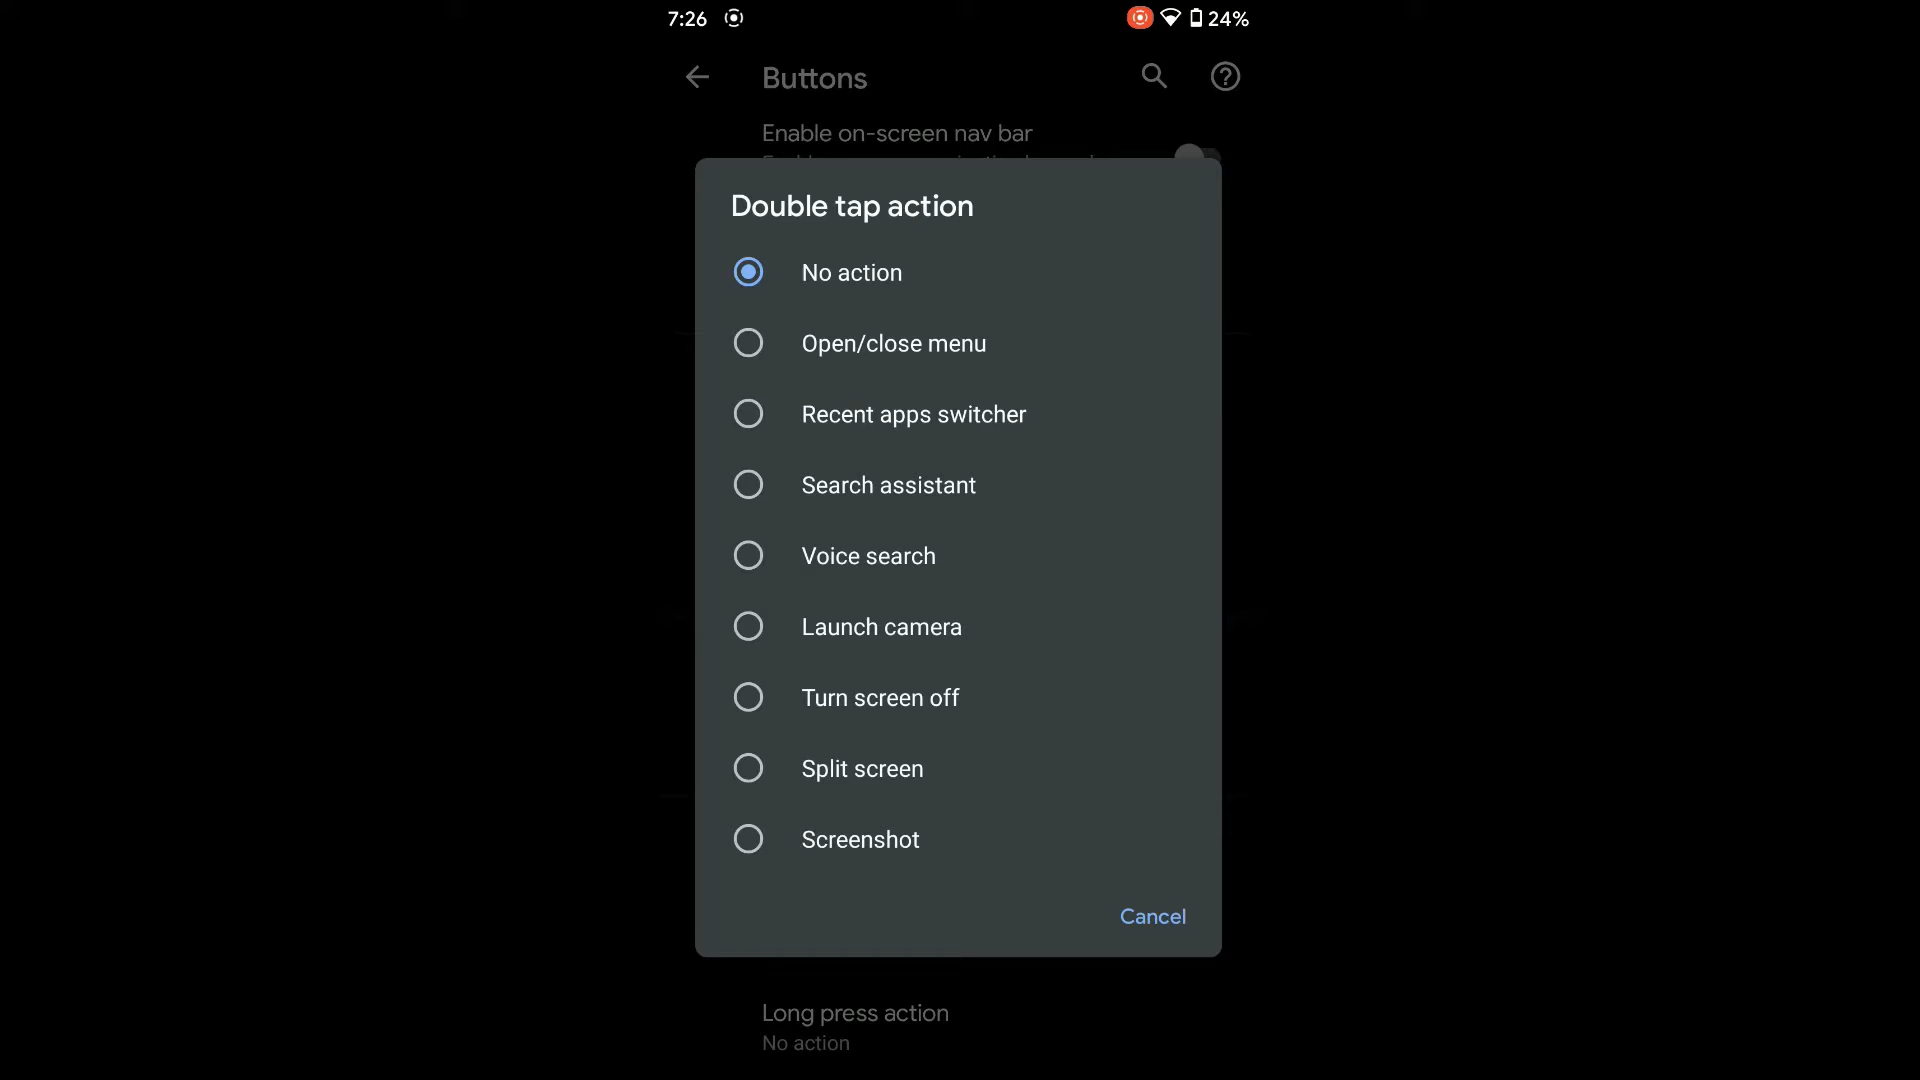 7:26 24%
Buttons
Enable on-screen nav bar
Double tap action
No action
Open/close menu
Recent apps switcher
Search assistant
Voice search
Launch camera
Turn screen off
Split screen
Screenshot
Cancel
Long press action
No action